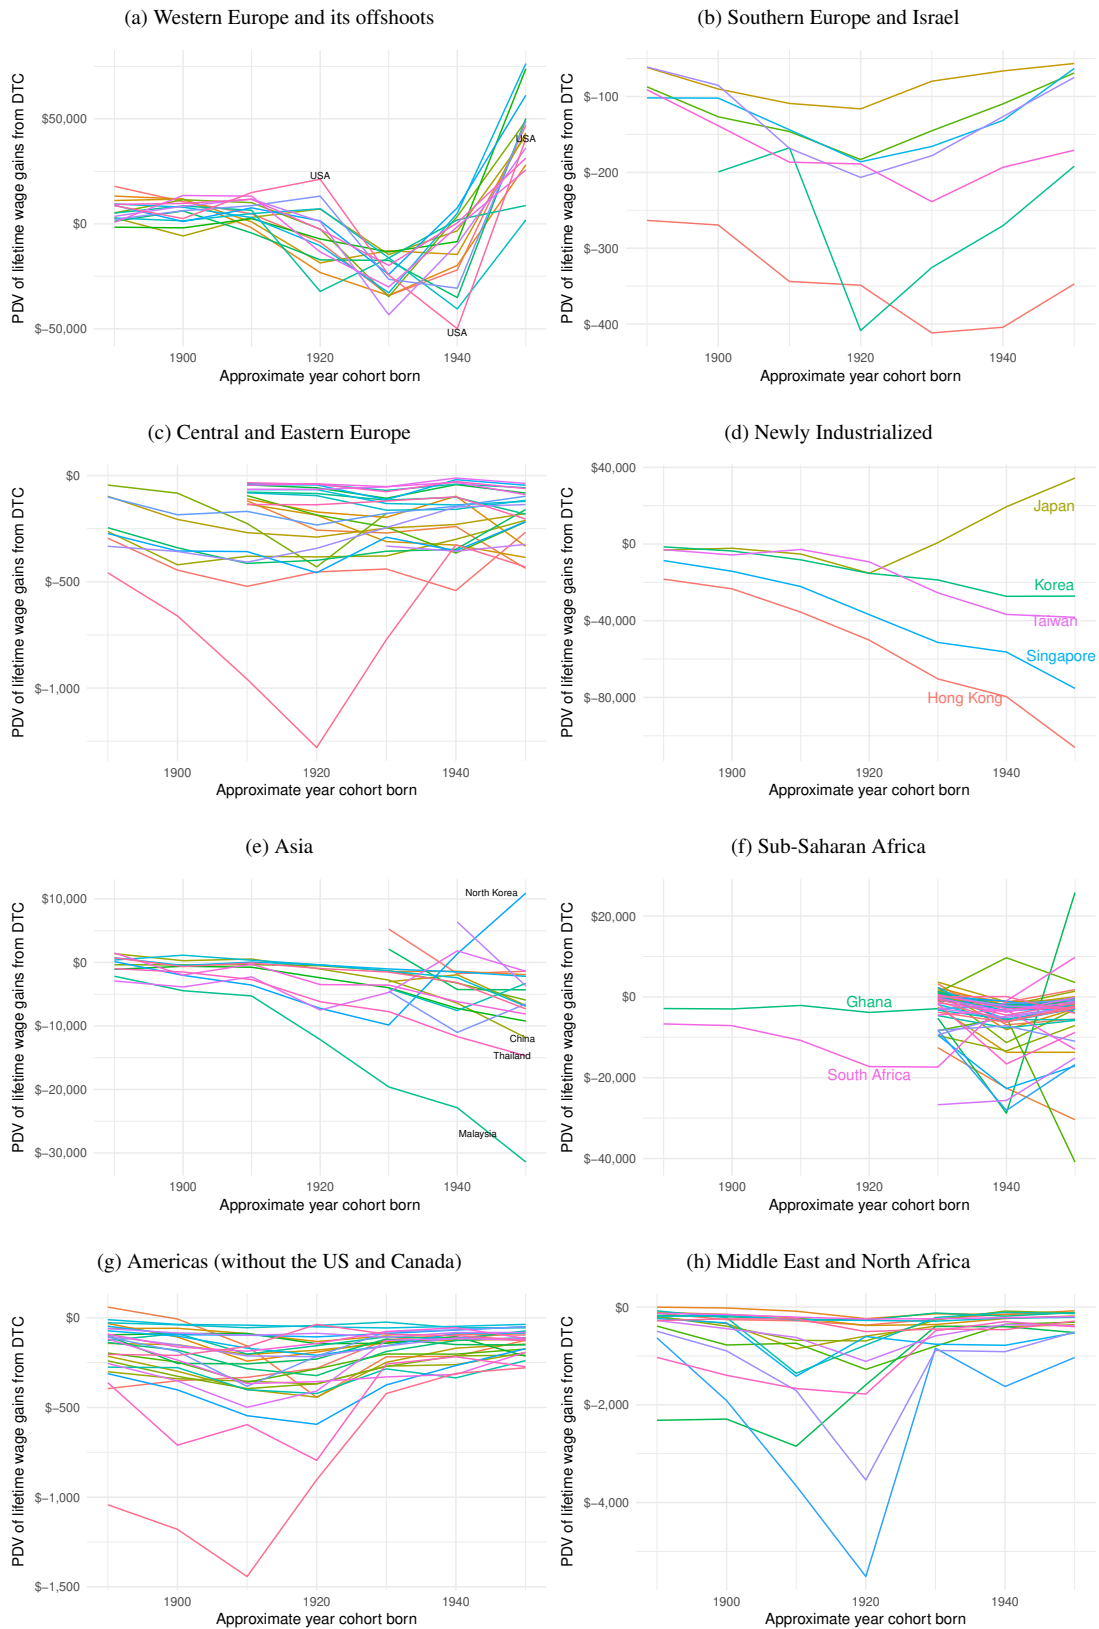 (a) Western Europe and its offshoots
PDV of lifetime wage gains from DTC
$50,000
$0
$−50,000
USA
USA
USA
1900
1920
1940
Approximate year cohort born
(b) Southern Europe and Israel
PDV of lifetime wage gains from DTC
$−100
$−200
$−300
$−400
1900
1920
1940
Approximate year cohort born
(c) Central and Eastern Europe
PDV of lifetime wage gains from DTC
$0
$−500
$−1,000
1900
1920
1940
Approximate year cohort born
(d) Newly Industrialized
PDV of lifetime wage gains from DTC
$40,000
$0
$−40,000
$−80,000
Japan
Korea
Taiwan
Singapore
Hong Kong
1900
1920
1940
Approximate year cohort born
(e) Asia
PDV of lifetime wage gains from DTC
$10,000
$0
$−10,000
$−20,000
$−30,000
North Korea
China
Thailand
Malaysia
1900
1920
1940
Approximate year cohort born
(f) Sub-Saharan Africa
PDV of lifetime wage gains from DTC
$20,000
$0
$−20,000
$−40,000
Ghana
South Africa
1900
1920
1940
Approximate year cohort born
(g) Americas (without the US and Canada)
PDV of lifetime wage gains from DTC
$0
$−500
$−1,000
$−1,500
1900
1920
1940
Approximate year cohort born
(h) Middle East and North Africa
PDV of lifetime wage gains from DTC
$0
$−2,000
$−4,000
1900
1920
1940
Approximate year cohort born